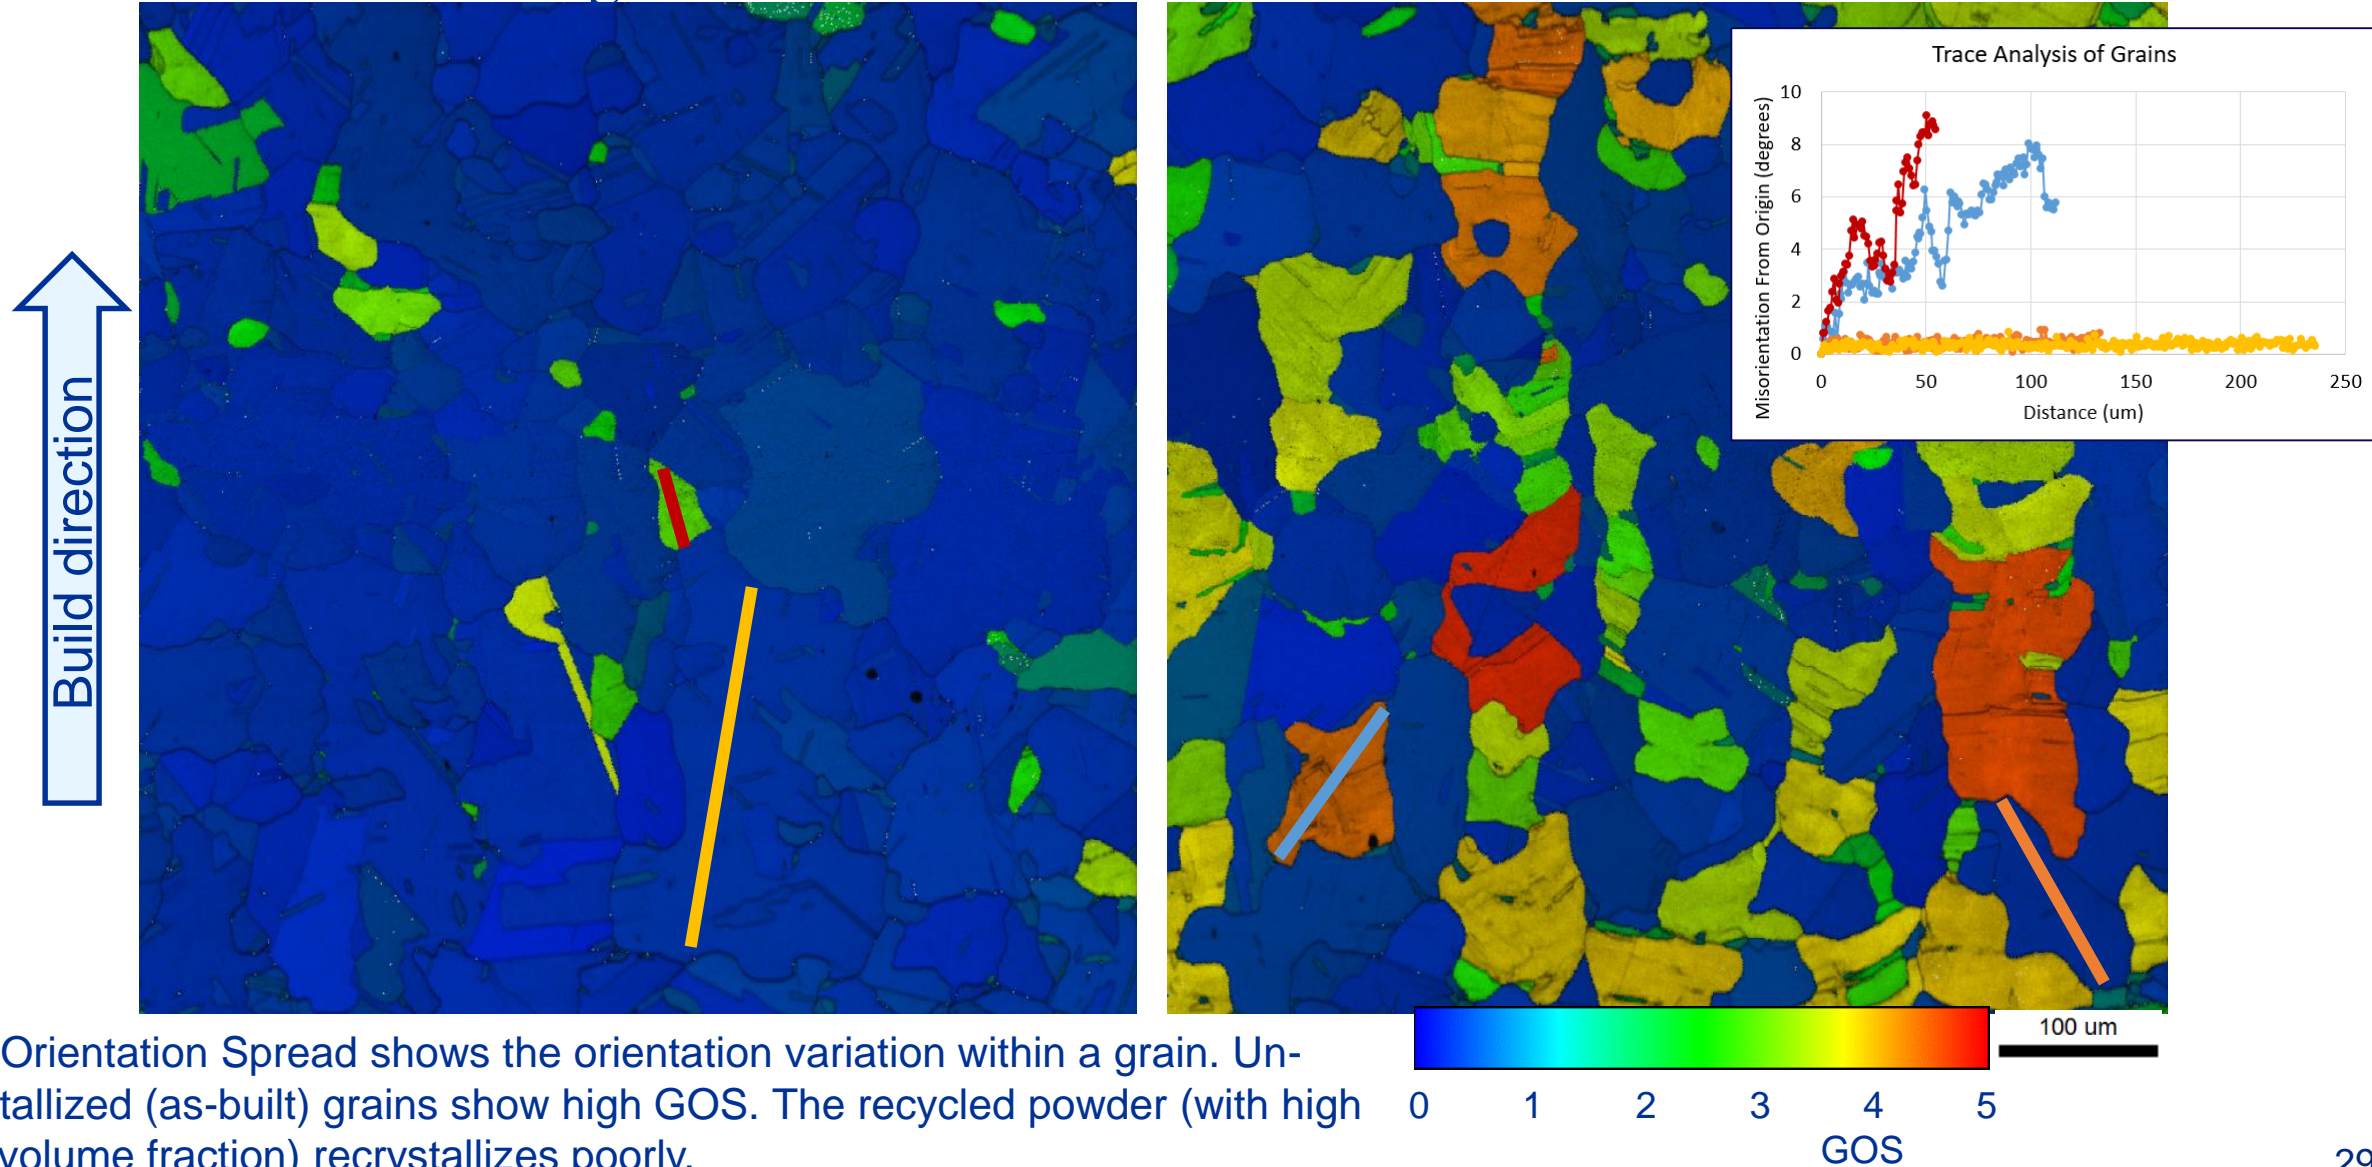 Build direction
Trace Analysis of Grains
Misorientation From Origin (degrees)
10
8
6
4
2
0
0 50 100 150 200 250
Distance (um)
100 um
0 1 2 3 4 5
GOS
Orientation Spread shows the orientation variation within a grain. Un-
tallized (as-built) grains show high GOS. The recycled powder (with high
volume fraction) recrystallizes poorly.
29